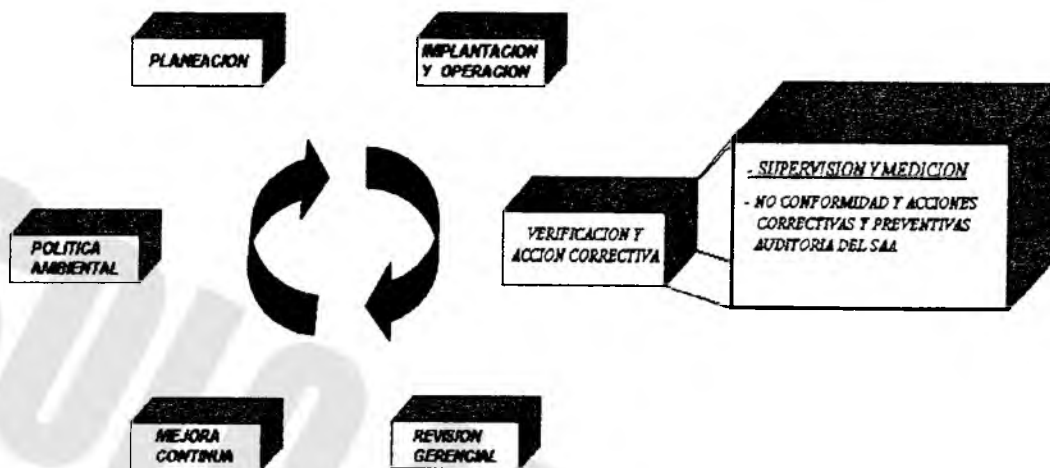 PLANEACION
IMPLANTACION
Y OPERACION
- SUPERVISION Y MEDICION
- NO CONFORMIDAD Y ACCIONES
CORRECTIVAS Y PREVENTIVAS
AUDITORIA DEL SAA
VERIFICACION Y
ACCION CORRECTIVA
POLITICA
AMBIENTAL
MEJORA
CONTINUA
REVISION
GERENCIAL